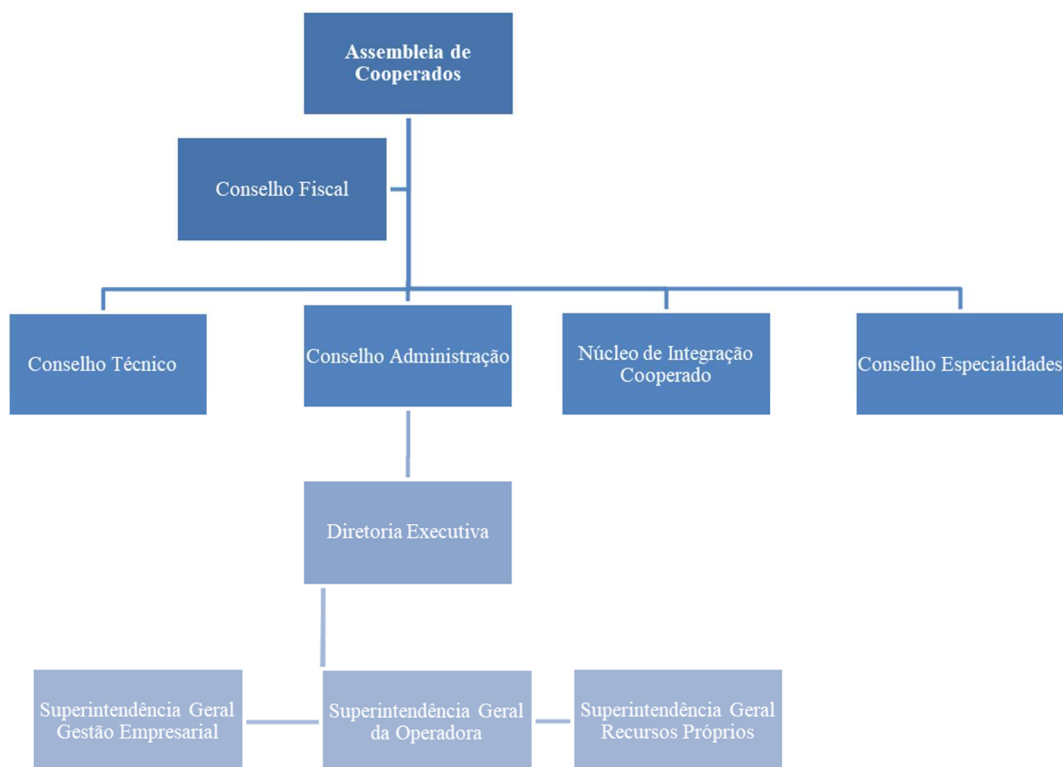 Assembleia de
Cooperados
Conselho Fiscal
Conselho Técnico
Conselho Administração
Núcleo de Integração
Cooperado
Conselho Especialidades
Diretoria Executiva
Superintendência Geral
Gestão Empresarial
Superintendência Geral
da Operadora
Superintendência Geral
Recursos Próprios